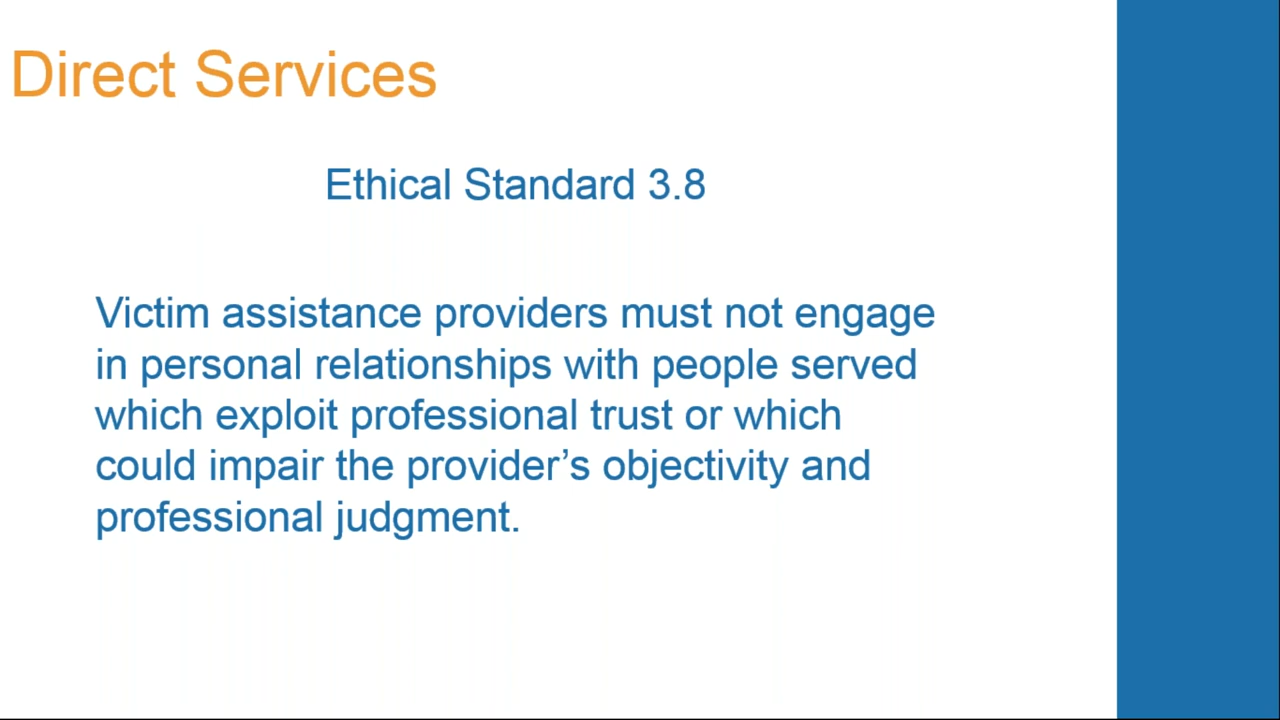 Direct Services
Ethical Standard 3.8
Victim assistance providers must not engage
in personal relationships with people served
which exploit professional trust or which
could impair the provider’s objectivity and
professional judgment.